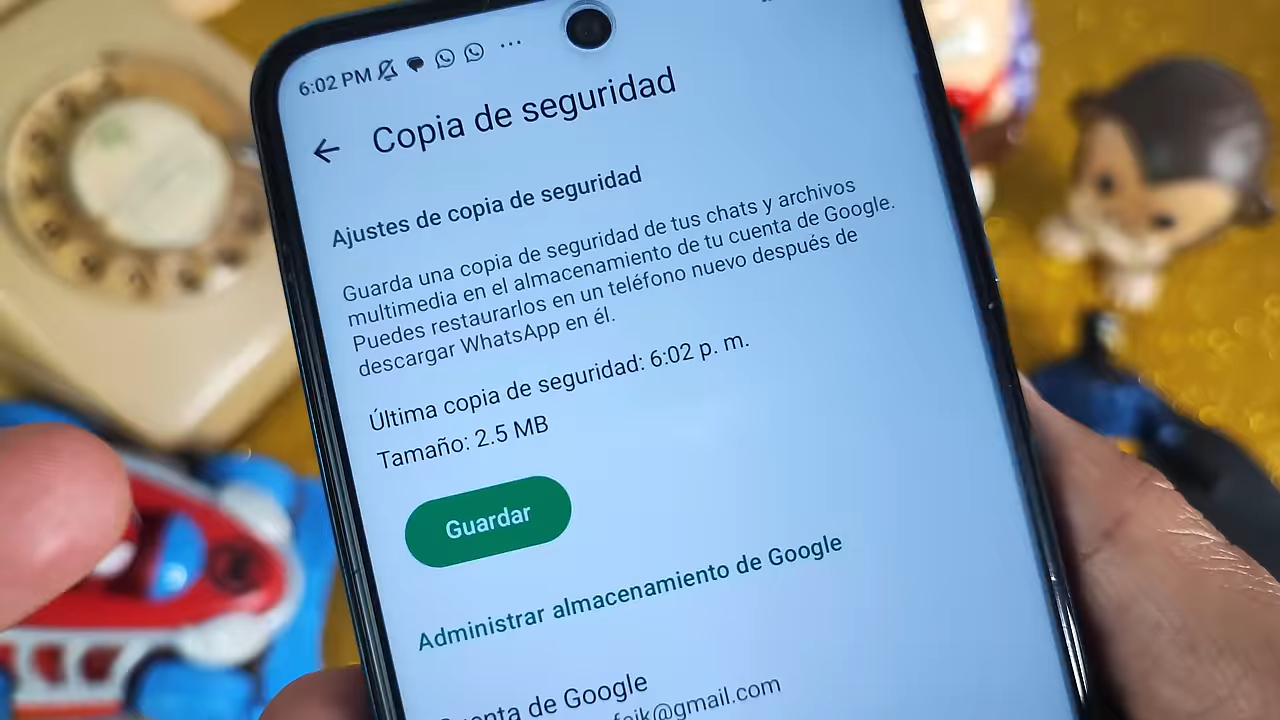 6:02 PM
Copia de seguridad
Ajustes de copia de seguridad
Guarda una copia de seguridad de tus chats y archivos
multimedia en el almacenamiento de tu cuenta de Google.
Puedes restaurarlos en un teléfono nuevo después de
descargar WhatsApp en él.
Última copia de seguridad: 6:02 p. m.
Tamaño: 2.5 MB
Guardar
Administrar almacenamiento de Google
de Google